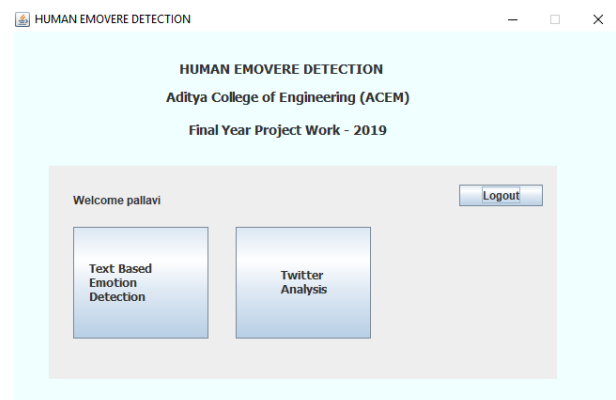 HUMAN EMOVERE DETECTION
HUMAN EMOVERE DETECTION
Aditya College of Engineering (ACEM)
Final Year Project Work - 2019
Welcome pallavi
Logout
Text Based
Emotion
Detection
Twitter
Analysis